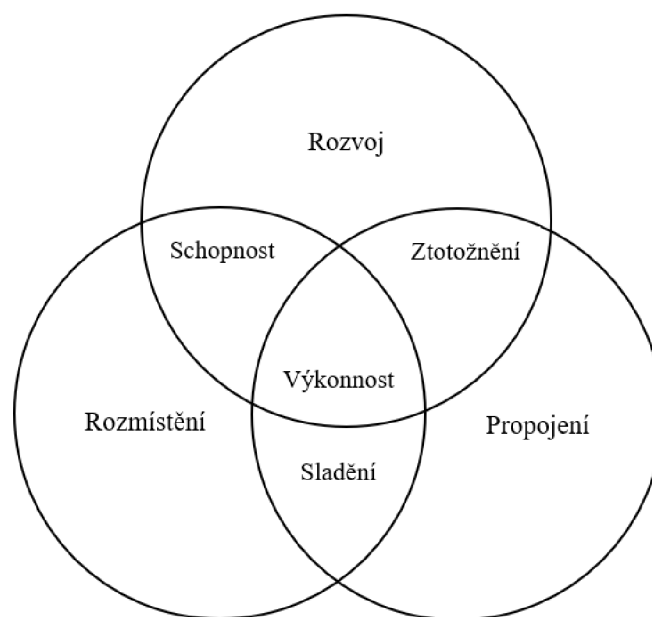 Rozvoj
Schopnost
Ztotožnění
Výkonnost
Rozmístění
Propojení
Sladění